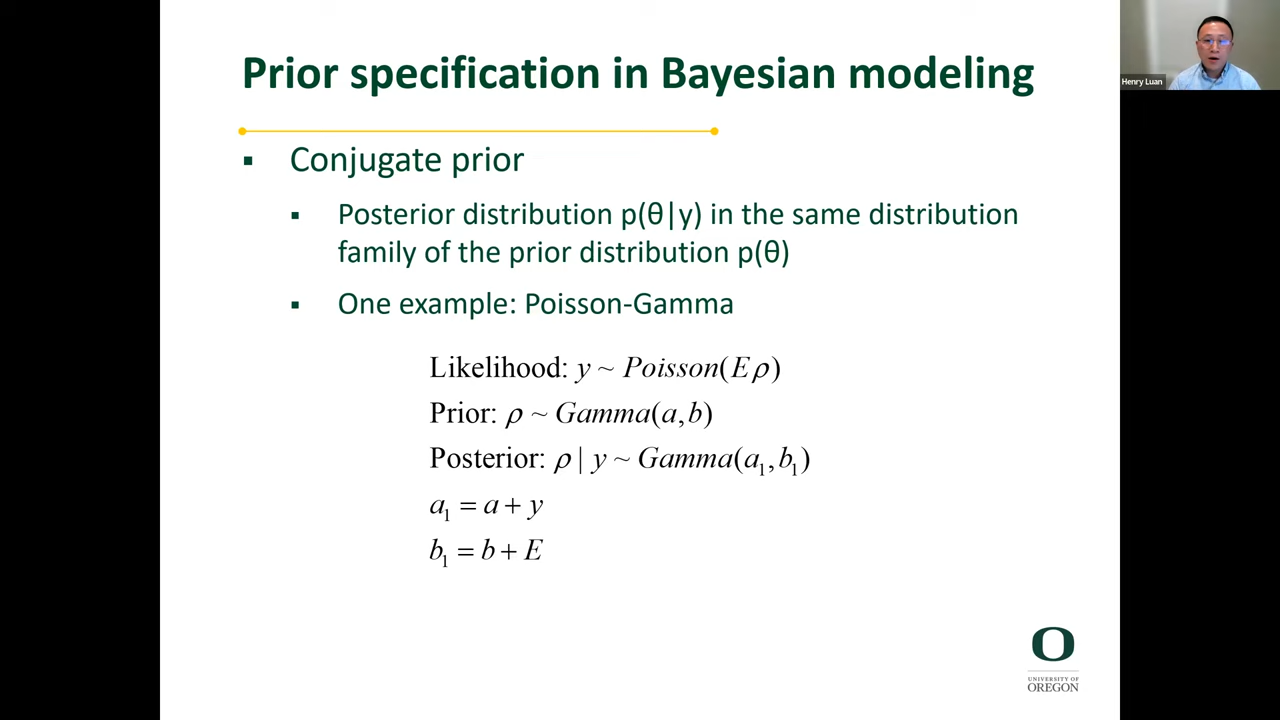 Prior specification in Bayesian modeling
Henry Luan
▪ Conjugate prior
▪ Posterior distribution p(θ|y) in the same distribution
family of the prior distribution p(θ)
▪ One example: Poisson-Gamma
Likelihood: y ~ Poisson(Eρ)
Prior: ρ ~ Gamma(a,b)
Posterior: ρ | y ~ Gamma(a₁,b₁)
a₁ = a + y
b₁ = b + E
O
UNIVERSITY OF
OREGON